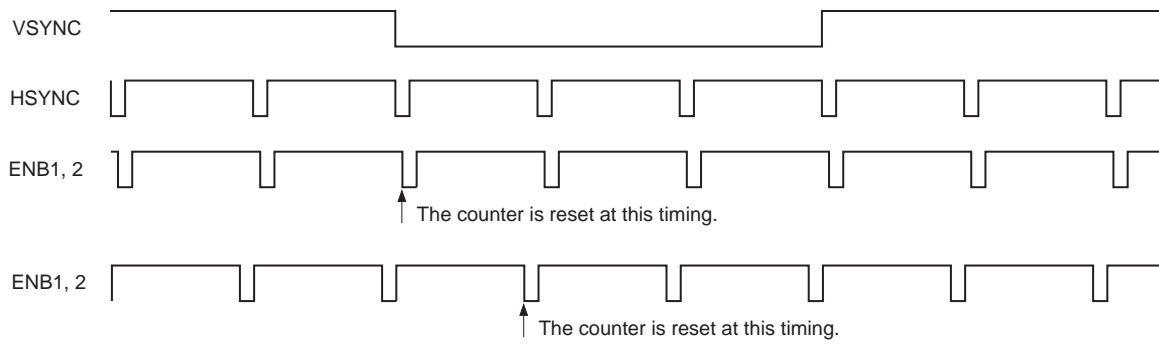 VSYNC
HSYNC
ENB1, 2
The counter is reset at this timing.
ENB1, 2
The counter is reset at this timing.